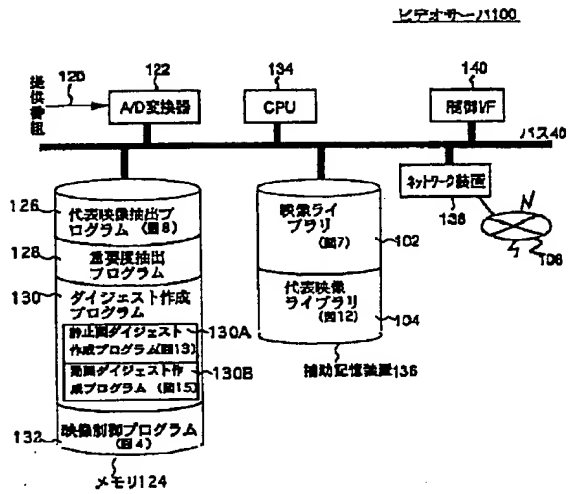 ビデオサーバ100
提供番組
120
122
A/D変換器
134
CPU
140
制御I/F
バス40
ネットワーク装置
138
108
126
代表映像抽出プ
ログラム (図8)
128
重要度抽出
プログラム
130
ダイジェスト作成
プログラム
静止画ダイジェスト
作成プログラム(図13)
130A
動画ダイジェスト作
成プログラム (図15)
130B
132
映像制御プログラム
(図4)
メモリ124
映像ライ
ブラリ
(図7)
102
代表映像
ライブラリ
(図12)
104
補助記憶装置136